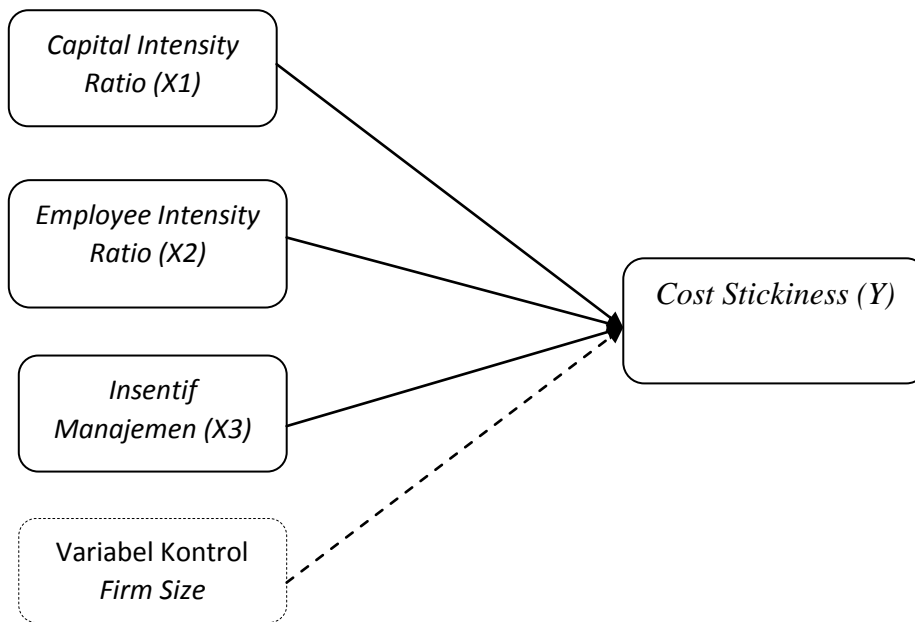 Capital Intensity
Ratio (X1)
Employee Intensity
Ratio (X2)
Cost Stickiness (Y)
Insentif
Manajemen (X3)
Variabel Kontrol
Firm Size